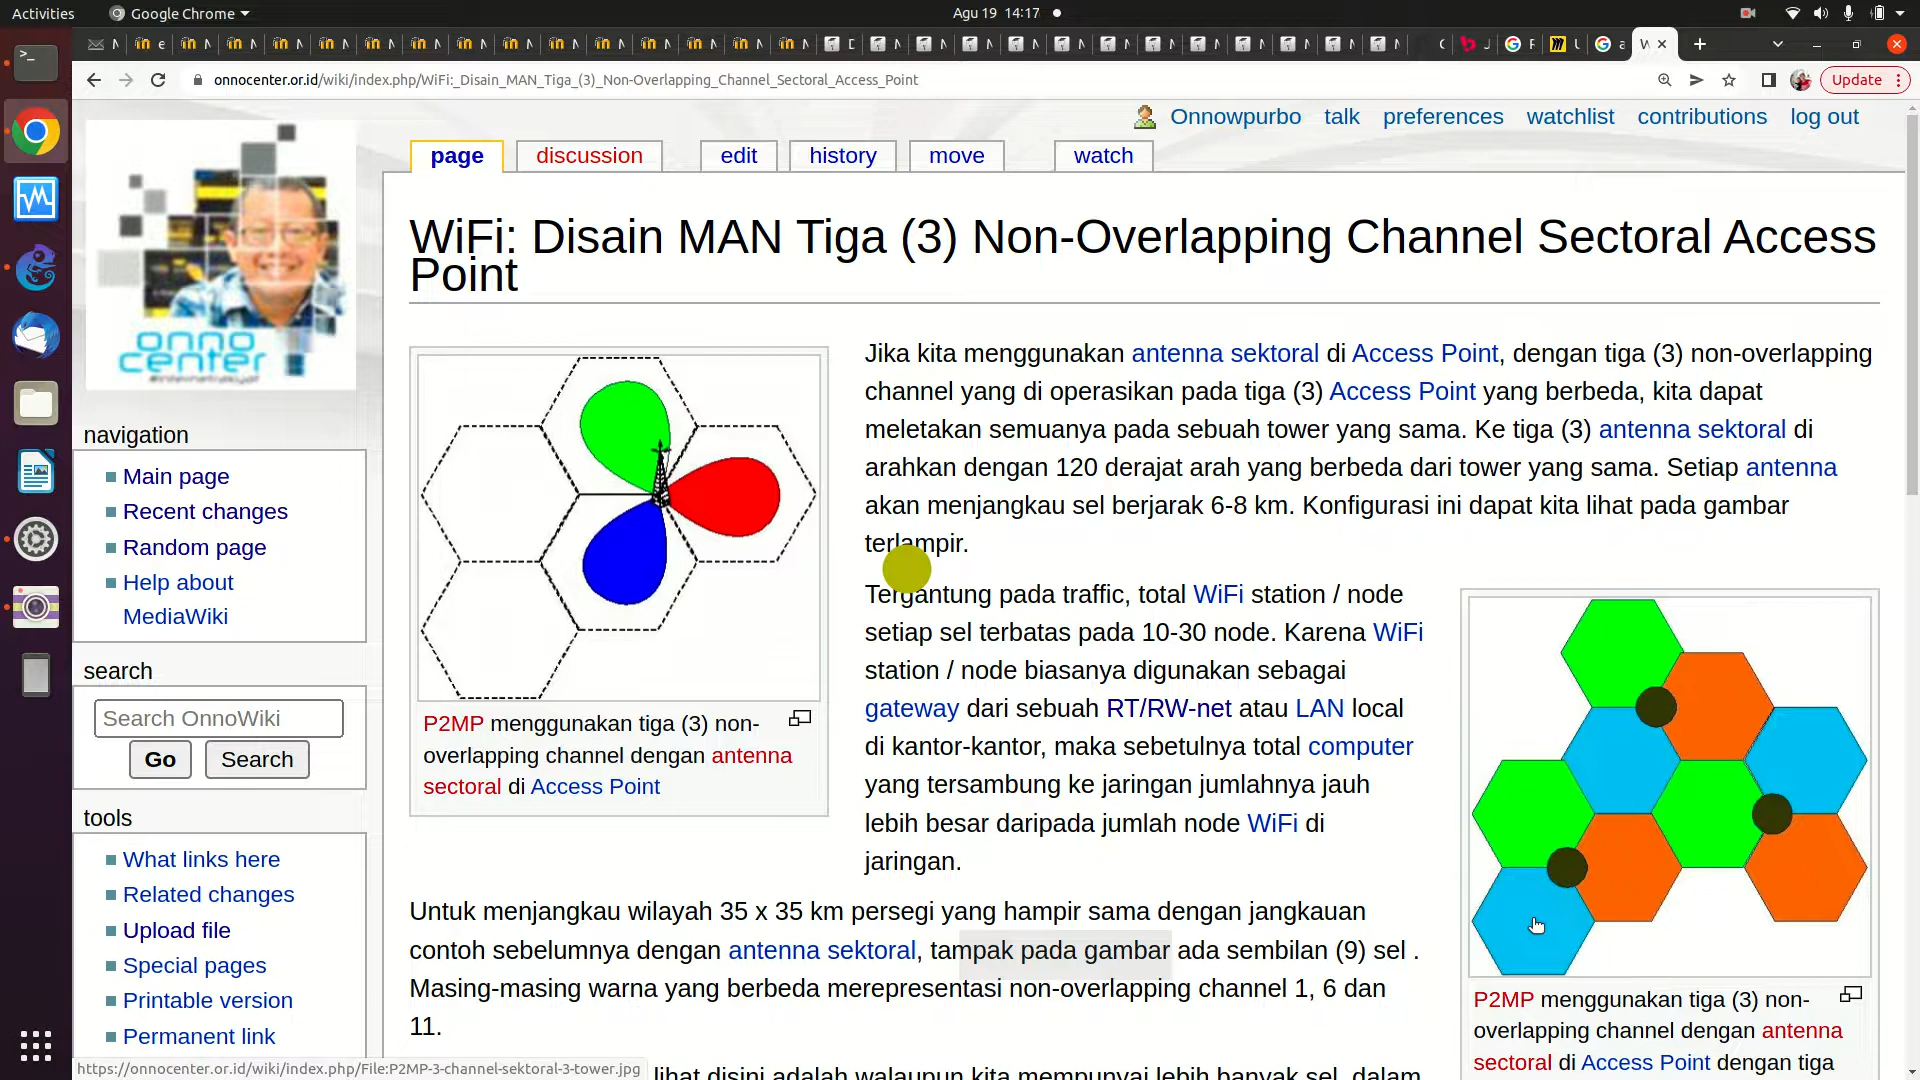 Activities
Google Chrome
Agu 19 14:17
Update
onnocenter.or.id/wiki/index.php/WiFi:_Disain_MAN_Tiga_(3)_Non-Overlapping_Channel_Sectoral_Access_Point
Onnowpurbo talk preferences watchlist contributions log out
page discussion edit history move watch
WiFi: Disain MAN Tiga (3) Non-Overlapping Channel Sectoral Access
Point
onno
center
navigation
Main page
Recent changes
Random page
Help about
MediaWiki
search
Search OnnoWiki
Go Search
tools
What links here
Related changes
Upload file
Special pages
Printable version
Permanent link
P2MP menggunakan tiga (3) non-
overlapping channel dengan antenna
sectoral di Access Point
Jika kita menggunakan antenna sektoral di Access Point, dengan tiga (3) non-overlapping
channel yang di operasikan pada tiga (3) Access Point yang berbeda, kita dapat
meletakan semuanya pada sebuah tower yang sama. Ke tiga (3) antenna sektoral di
arahkan dengan 120 derajat arah yang berbeda dari tower yang sama. Setiap antenna
akan menjangkau sel berjarak 6-8 km. Konfigurasi ini dapat kita lihat pada gambar
terlampir.
Tergantung pada traffic, total WiFi station / node
setiap sel terbatas pada 10-30 node. Karena WiFi
station / node biasanya digunakan sebagai
gateway dari sebuah RT/RW-net atau LAN local
di kantor-kantor, maka sebetulnya total computer
yang tersambung ke jaringan jumlahnya jauh
lebih besar daripada jumlah node WiFi di
jaringan.
P2MP menggunakan tiga (3) non-
overlapping channel dengan antenna
sectoral di Access Point dengan tiga
Untuk menjangkau wilayah 35 x 35 km persegi yang hampir sama dengan jangkauan
contoh sebelumnya dengan antenna sektoral, tampak pada gambar ada sembilan (9) sel .
Masing-masing warna yang berbeda merepresentasi non-overlapping channel 1, 6 dan
11.
lihat disini adalah walaupun kita mempunyai lebih banyak sel, dalam
https://onnocenter.or.id/wiki/index.php/File:P2MP-3-channel-sektoral-3-tower.jpg